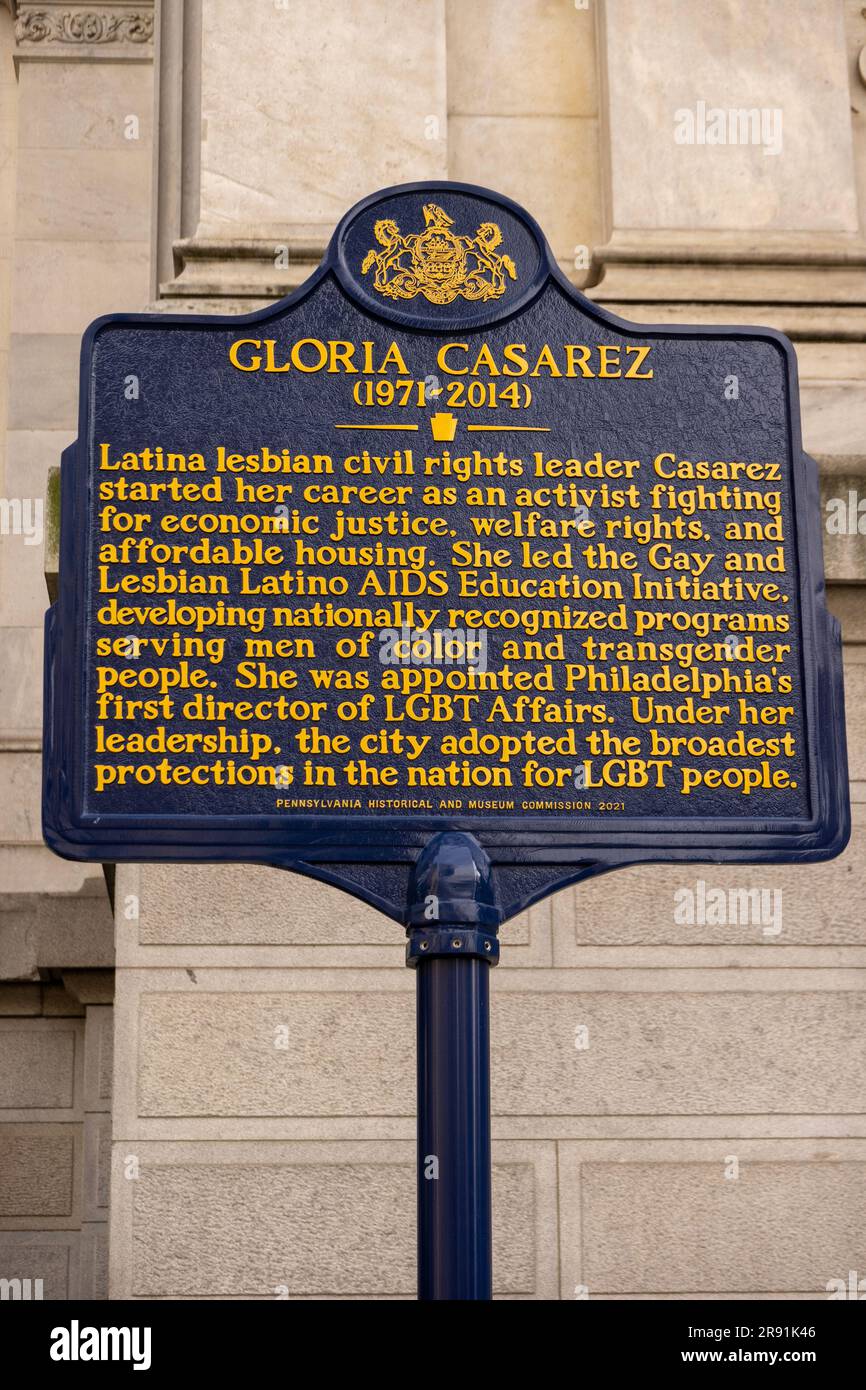 GLORIA CASAREZ
(1971-2014)
Latina lesbian civil rights leader Casarez
started her career as an activist fighting
for economic justice, welfare rights, and
affordable housing. She led the Gay and
Lesbian Latino AIDS Education Initiative,
developing nationally recognized programs
serving men of color and transgender
people. She was appointed Philadelphia's
first director of LGBT Affairs. Under her
leadership, the city adopted the broadest
protections in the nation for LGBT people.
PENNSYLVANIA HISTORICAL AND MUSEUM COMMISSION 2021
alamy
Image ID: 2R91K46
www.alamy.com